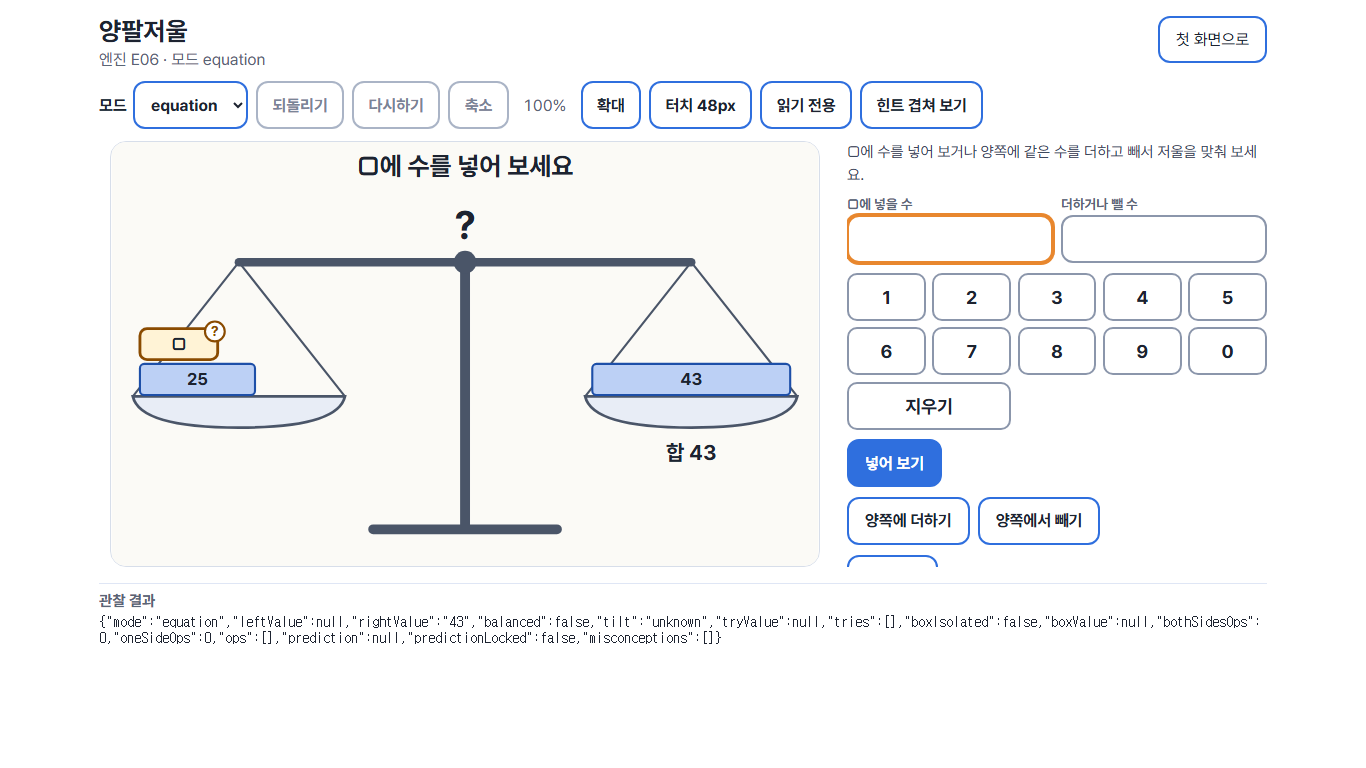 양팔저울
엔진 E06 · 모드 equation
첫 화면으로
모드 equation 되돌리기 다시하기 축소 100% 확대 터치 48px 읽기 전용 힌트 겹쳐 보기
▢에 수를 넣어 보세요
?
?
▢
25
43
합 43
▢에 수를 넣어 보거나 양쪽에 같은 수를 더하고 빼서 저울을 맞춰 보세
요.
▢에 넣을 수 더하거나 뺄 수
1 2 3 4 5
6 7 8 9 0
지우기
넣어 보기
양쪽에 더하기 양쪽에서 빼기
관찰 결과
{"mode":"equation","leftValue":null,"rightValue":"43","balanced":false,"tilt":"unknown","tryValue":null,"tries":[],"boxIsolated":false,"boxValue":null,"bothSidesOps":
0,"oneSideOps":0,"ops":[],"prediction":null,"predictionLocked":false,"misconceptions":[]}